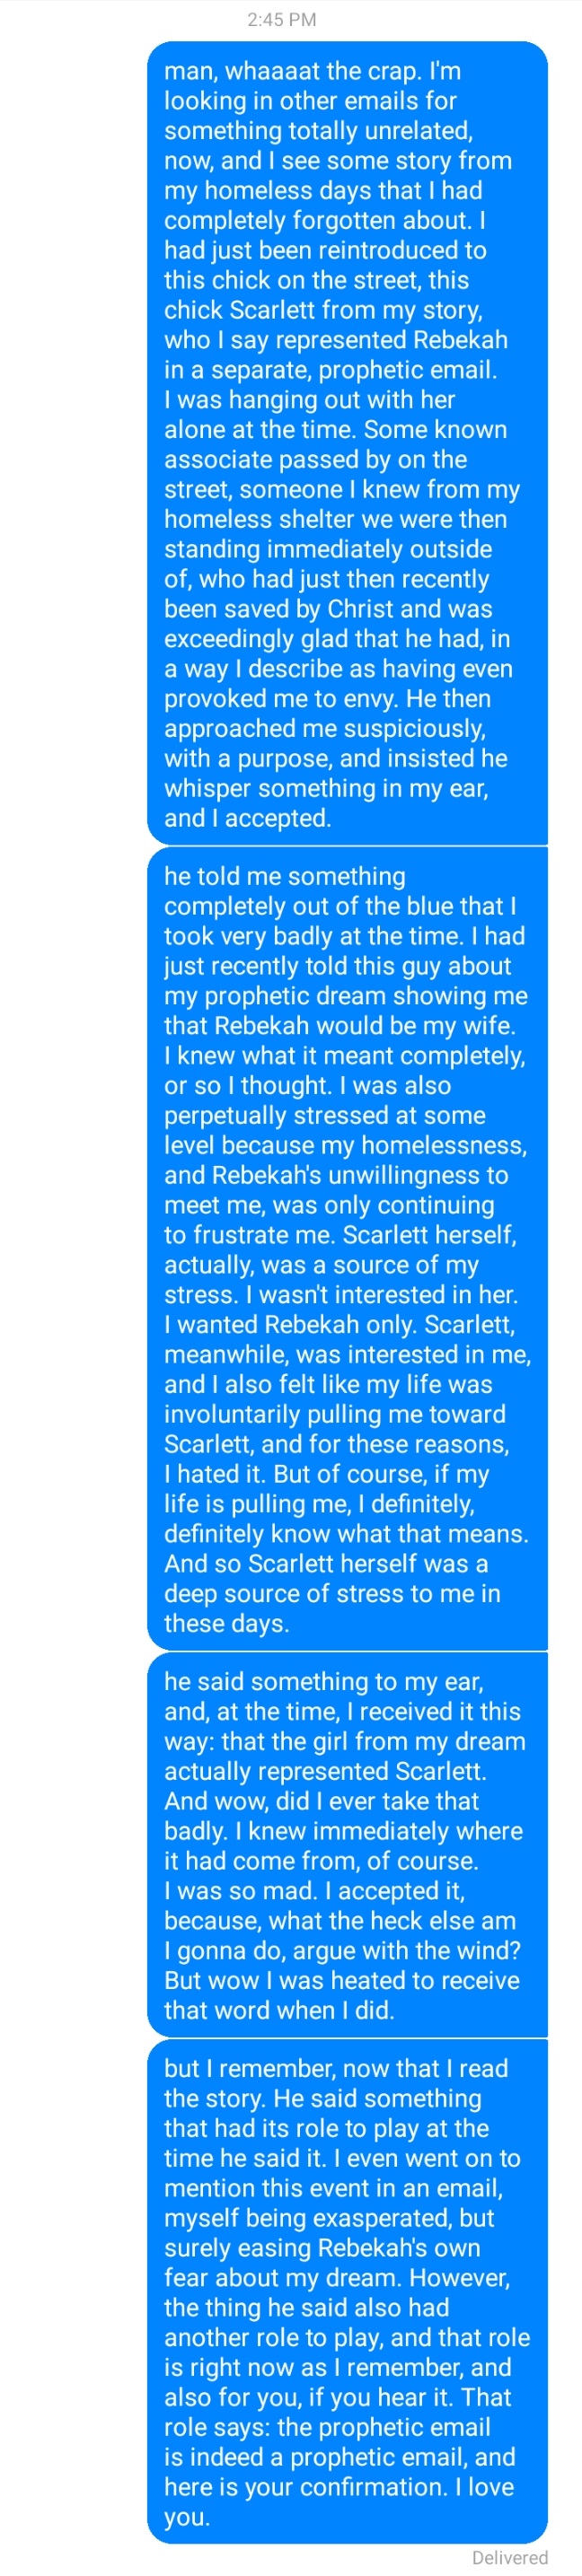 2:45 PM
man, whaaaat the crap. I'm
looking in other emails for
something totally unrelated,
now, and I see some story from
my homeless days that I had
completely forgotten about. I
had just been reintroduced to
this chick on the street, this
chick Scarlett from my story,
who I say represented Rebekah
in a separate, prophetic email.
I was hanging out with her
alone at the time. Some known
associate passed by on the
street, someone I knew from my
homeless shelter we were then
standing immediately outside
of, who had just then recently
been saved by Christ and was
exceedingly glad that he had, in
a way I describe as having even
provoked me to envy. He then
approached me suspiciously,
with a purpose, and insisted he
whisper something in my ear,
and I accepted.
he told me something
completely out of the blue that I
took very badly at the time. I had
just recently told this guy about
my prophetic dream showing me
that Rebekah would be my wife.
I knew what it meant completely,
or so I thought. I was also
perpetually stressed at some
level because my homelessness,
and Rebekah's unwillingness to
meet me, was only continuing
to frustrate me. Scarlett herself,
actually, was a source of my
stress. I wasn't interested in her.
I wanted Rebekah only. Scarlett,
meanwhile, was interested in me,
and I also felt like my life was
involuntarily pulling me toward
Scarlett, and for these reasons,
I hated it. But of course, if my
life is pulling me, I definitely,
definitely know what that means.
And so Scarlett herself was a
deep source of stress to me in
these days.
he said something to my ear,
and, at the time, I received it this
way: that the girl from my dream
actually represented Scarlett.
And wow, did I ever take that
badly. I knew immediately where
it had come from, of course.
I was so mad. I accepted it,
because, what the heck else am
I gonna do, argue with the wind?
But wow I was heated to receive
that word when I did.
but I remember, now that I read
the story. He said something
that had its role to play at the
time he said it. I even went on to
mention this event in an email,
myself being exasperated, but
surely easing Rebekah's own
fear about my dream. However,
the thing he said also had
another role to play, and that role
is right now as I remember, and
also for you, if you hear it. That
role says: the prophetic email
is indeed a prophetic email, and
here is your confirmation. I love
you.
Delivered